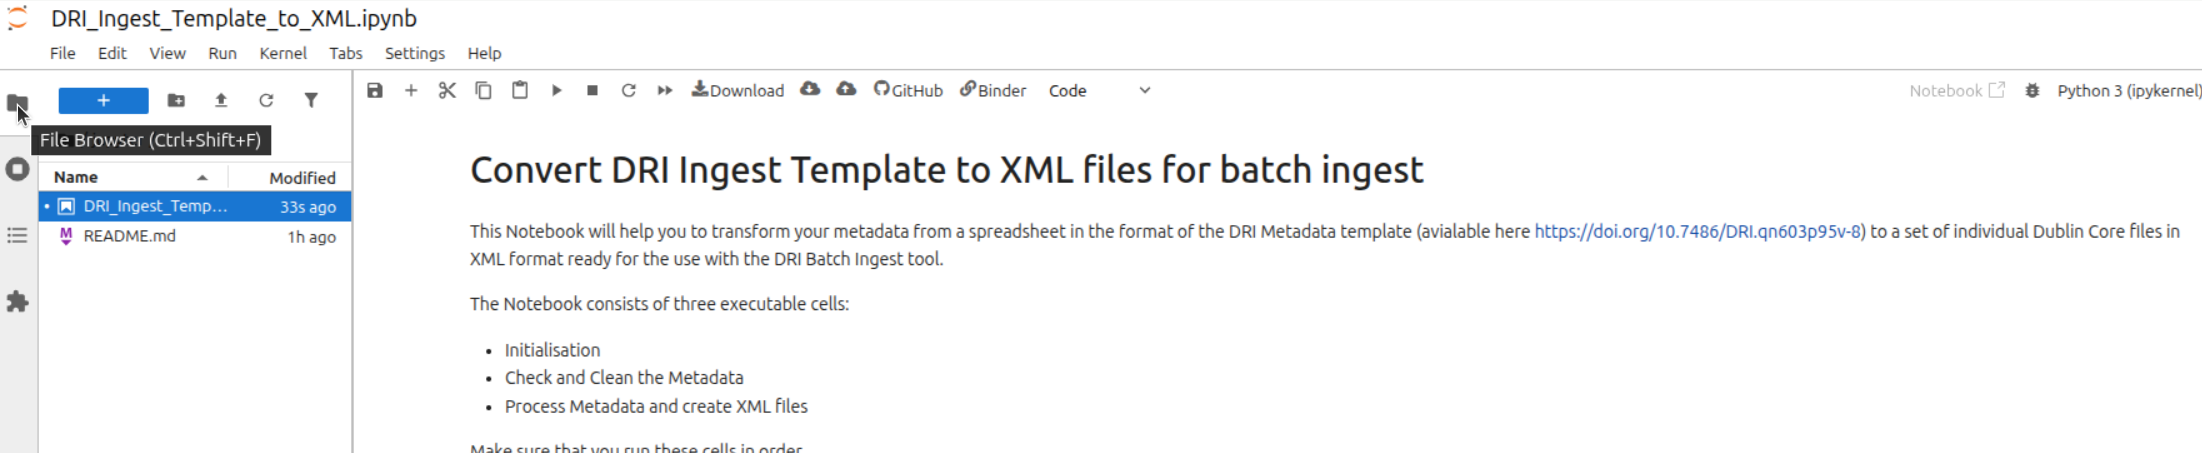 DRI_Ingest_Template_to_XML.ipynb
File Edit View Run Kernel Tabs Settings Help
+
+ Download GitHub Binder Code Notebook Python 3 (ipykernel)
File Browser (Ctrl+Shift+F)
Name Modified
DRI_Ingest_Temp... 33s ago
M README.md 1h ago
Convert DRI Ingest Template to XML files for batch ingest
This Notebook will help you to transform your metadata from a spreadsheet in the format of the DRI Metadata template (avialable here https://doi.org/10.7486/DRI.qn603p95v-8) to a set of individual Dublin Core files in
XML format ready for the use with the DRI Batch Ingest tool.
The Notebook consists of three executable cells:
• Initialisation
• Check and Clean the Metadata
• Process Metadata and create XML files
Make sure that you run these cells in order